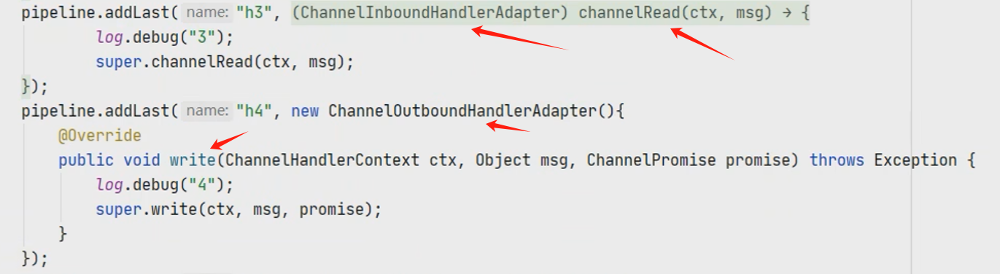 pipeline.addLast( name: "h3", (ChannelInboundHandlerAdapter) channelRead(ctx, msg) → {
log.debug("3");
super.channelRead(ctx, msg);
});
pipeline.addLast( name: "h4", new ChannelOutboundHandlerAdapter(){
@Override
public void write(ChannelHandlerContext ctx, Object msg, ChannelPromise promise) throws Exception {
log.debug("4");
super.write(ctx, msg, promise);
}
});